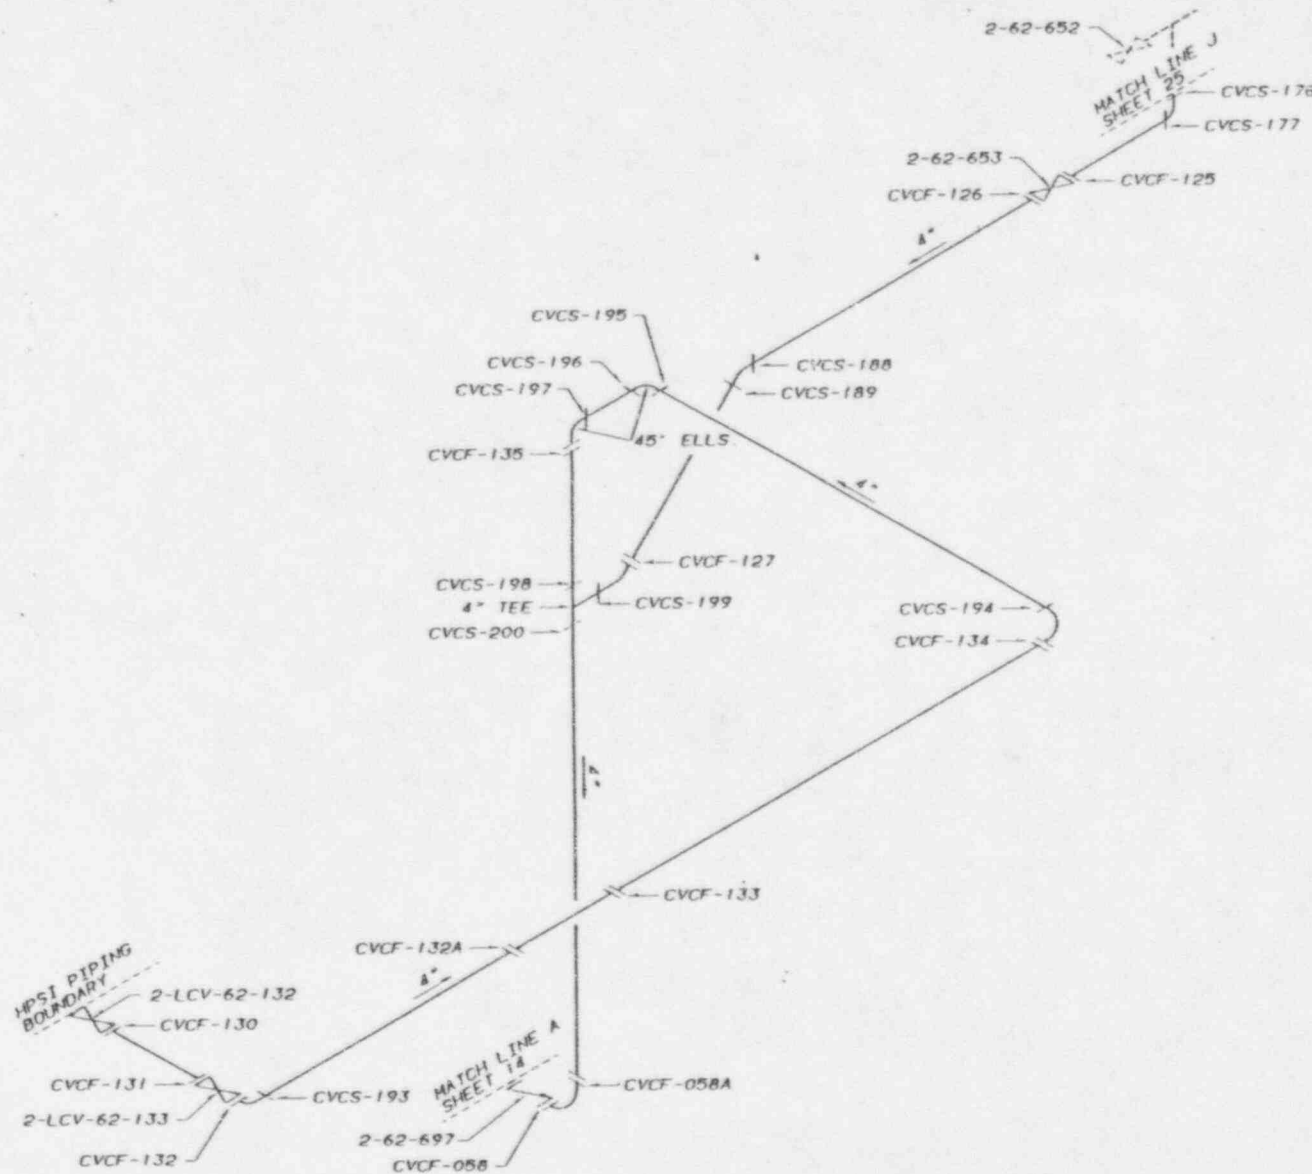 2-62-652
MATCH LINE J
SHEET 25
CVCS-176
CVCS-177
2-62-653
CVCF-126
CVCF-125
4"
CVCS-195
CVCS-196
CVCS-197
CVCS-188
CVCS-189
45° ELLS.
CVCF-135
4"
CVCF-127
CVCS-198
4" TEE
CVCS-199
CVCS-200
CVCS-194
CVCF-134
4"
CVCF-133
CVCF-132A
4"
HPSI PIPING
BOUNDARY
2-LCV-62-132
CVCF-130
MATCH LINE A
SHEET 14
CVCF-131
CVCS-193
CVCF-058A
2-LCV-62-133
2-62-697
CVCF-132
CVCF-058